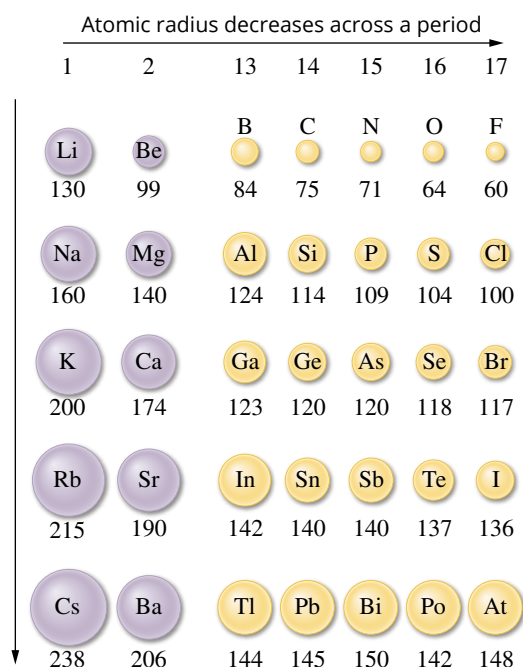 Atomic radius decreases across a period
1 2 13 14 15 16 17
B C N O F
Li Be
130 99 84 75 71 64 60
Na Mg Al Si P S Cl
160 140 124 114 109 104 100
K Ca Ga Ge As Se Br
200 174 123 120 120 118 117
Rb Sr In Sn Sb Te I
215 190 142 140 140 137 136
Cs Ba Tl Pb Bi Po At
238 206 144 145 150 142 148